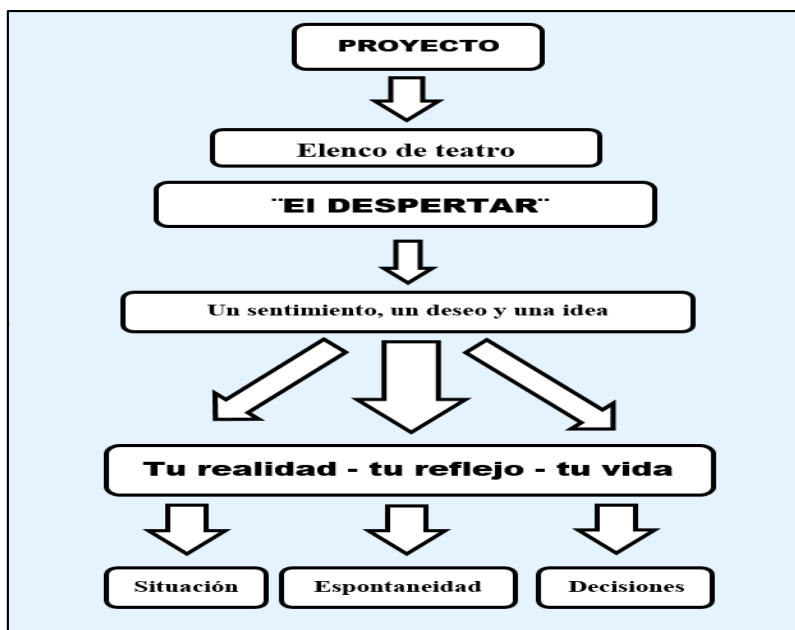 PROYECTO
Elenco de teatro
¨El DESPERTAR¨
Un sentimiento, un deseo y una idea
Tu realidad - tu reflejo - tu vida
Situación
Espontaneidad
Decisiones